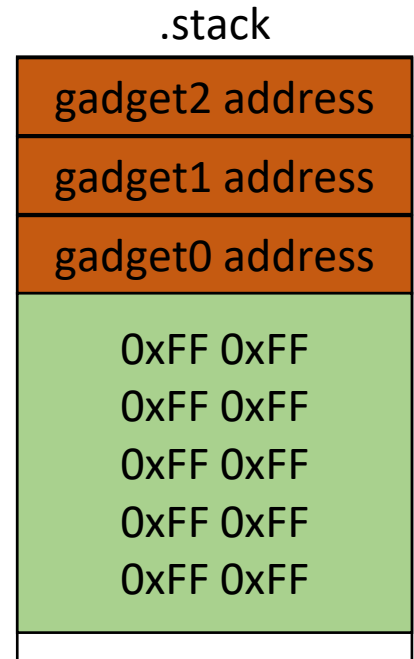 .stack
gadget2 address
gadget1 address
gadget0 address
0xFF 0xFF
0xFF 0xFF
0xFF 0xFF
0xFF 0xFF
0xFF 0xFF